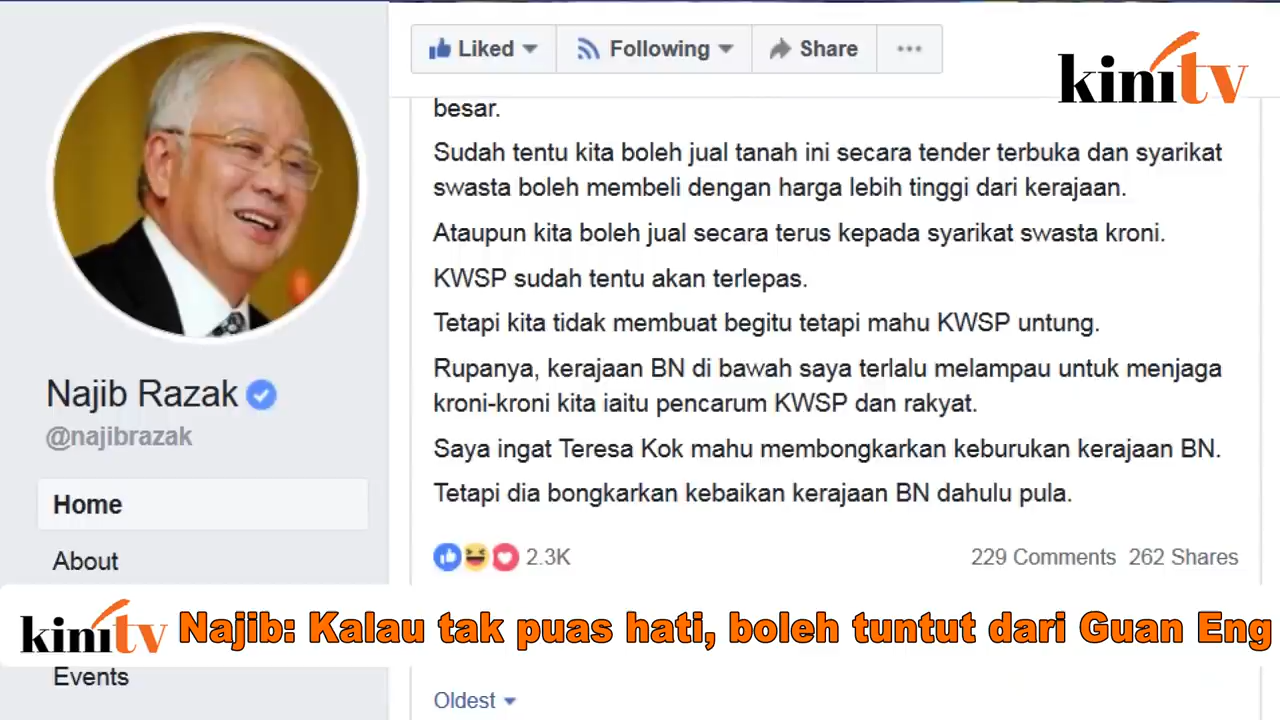 Liked
Following
Share
kinitv
besar.
Sudah tentu kita boleh jual tanah ini secara tender terbuka dan syarikat
swasta boleh membeli dengan harga lebih tinggi dari kerajaan.
Ataupun kita boleh jual secara terus kepada syarikat swasta kroni.
KWSP sudah tentu akan terlepas.
Tetapi kita tidak membuat begitu tetapi mahu KWSP untung.
Rupanya, kerajaan BN di bawah saya terlalu melampau untuk menjaga
kroni-kroni kita iaitu pencarum KWSP dan rakyat.
Saya ingat Teresa Kok mahu membongkarkan keburukan kerajaan BN.
Tetapi dia bongkarkan kebaikan kerajaan BN dahulu pula.
2.3K
229 Comments 262 Shares
Najib Razak
@najibrazak
Home
About
kinitv Najib: Kalau tak puas hati, boleh tuntut dari Guan Eng
Events
Oldest